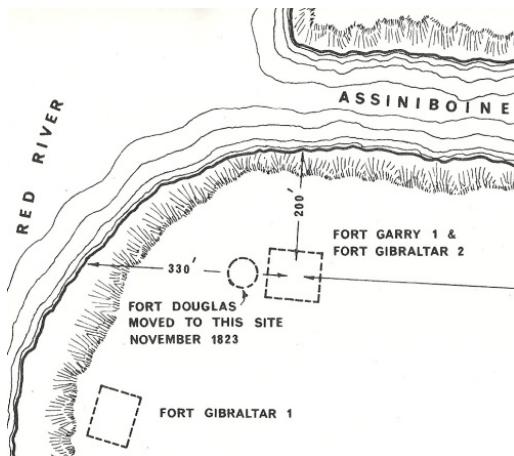 RED RIVER
ASSINIBOINE
200'
FORT GARRY 1 &
FORT GIBRALTAR 2
330'
FORT DOUGLAS
MOVED TO THIS SITE
NOVEMBER 1823
FORT GIBRALTAR 1